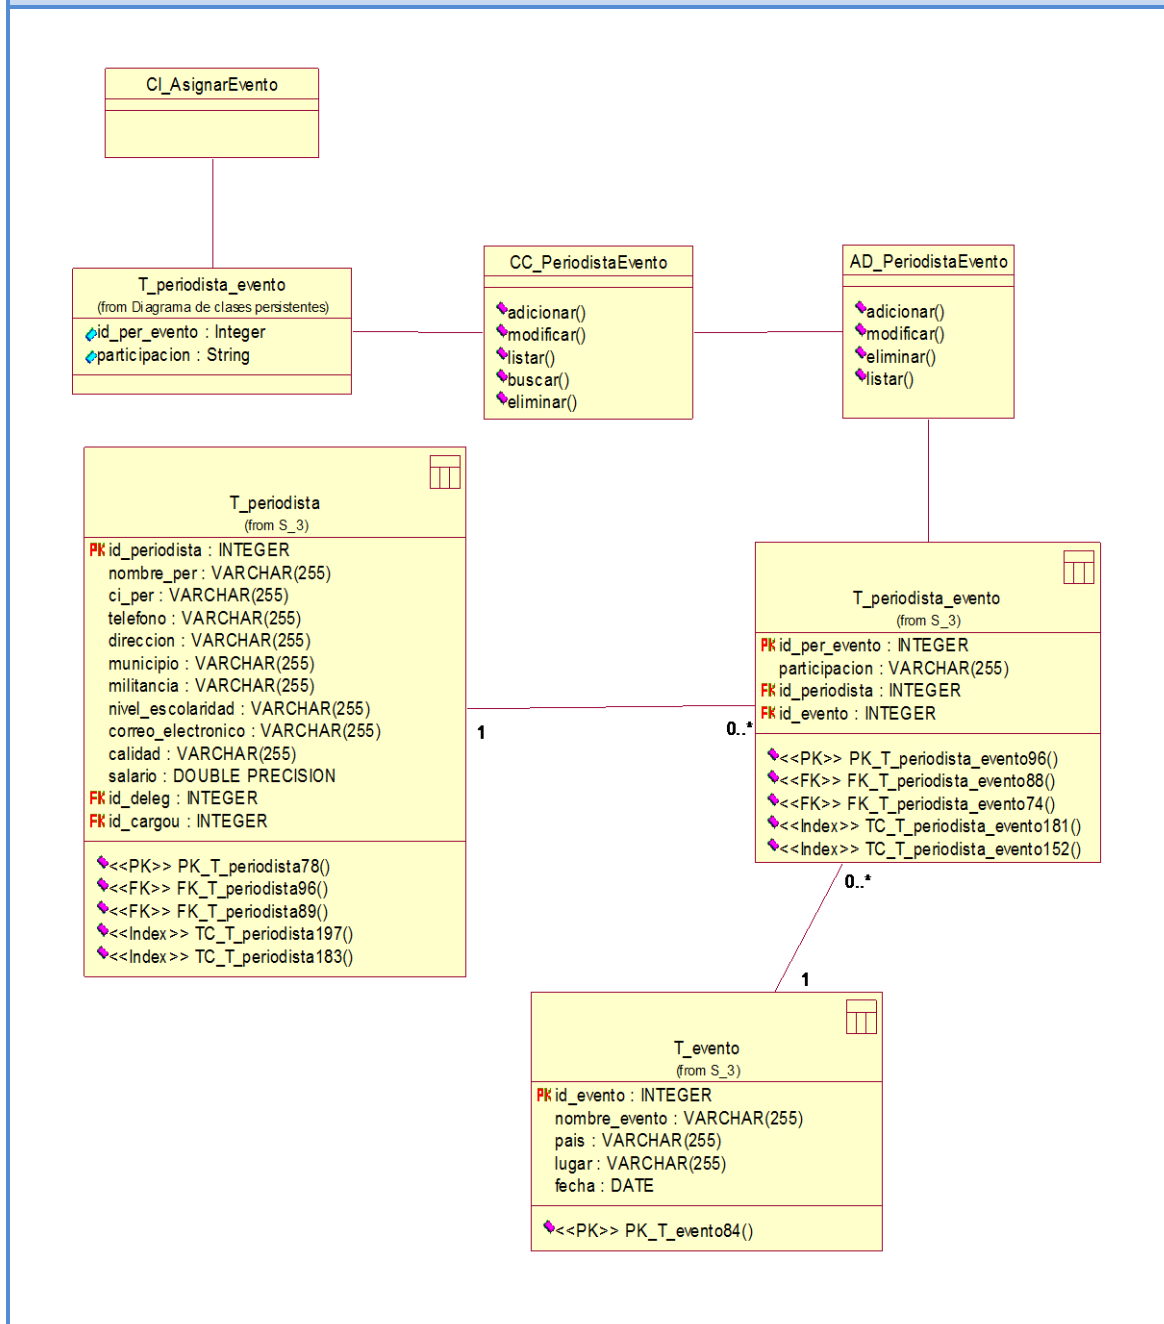 CI_AsignarEvento
T_periodista_evento
(from Diagrama de clases persistentes)
id_per_evento : Integer
participacion : String
CC_PeriodistaEvento
adicionar()
modificar()
listar()
buscar()
eliminar()
AD_PeriodistaEvento
adicionar()
modificar()
eliminar()
listar()
T_periodista
(from S_3)
PK id_periodista : INTEGER
nombre_per : VARCHAR(255)
ci_per : VARCHAR(255)
telefono : VARCHAR(255)
direccion : VARCHAR(255)
municipio : VARCHAR(255)
militancia : VARCHAR(255)
nivel_escolaridad : VARCHAR(255)
correo_electronico : VARCHAR(255)
calidad : VARCHAR(255)
salario : DOUBLE PRECISION
FK id_deleg : INTEGER
FK id_cargou : INTEGER
<<PK>> PK_T_periodista78()
<<FK>> FK_T_periodista96()
<<FK>> FK_T_periodista89()
<<Index>> TC_T_periodista197()
<<Index>> TC_T_periodista183()
1
0..*
T_periodista_evento
(from S_3)
PK id_per_evento : INTEGER
participacion : VARCHAR(255)
FK id_periodista : INTEGER
FK id_evento : INTEGER
<<PK>> PK_T_periodista_evento96()
<<FK>> FK_T_periodista_evento88()
<<FK>> FK_T_periodista_evento74()
<<Index>> TC_T_periodista_evento181()
<<Index>> TC_T_periodista_evento152()
0..*
1
T_evento
(from S_3)
PK id_evento : INTEGER
nombre_evento : VARCHAR(255)
pais : VARCHAR(255)
lugar : VARCHAR(255)
fecha : DATE
<<PK>> PK_T_evento84()